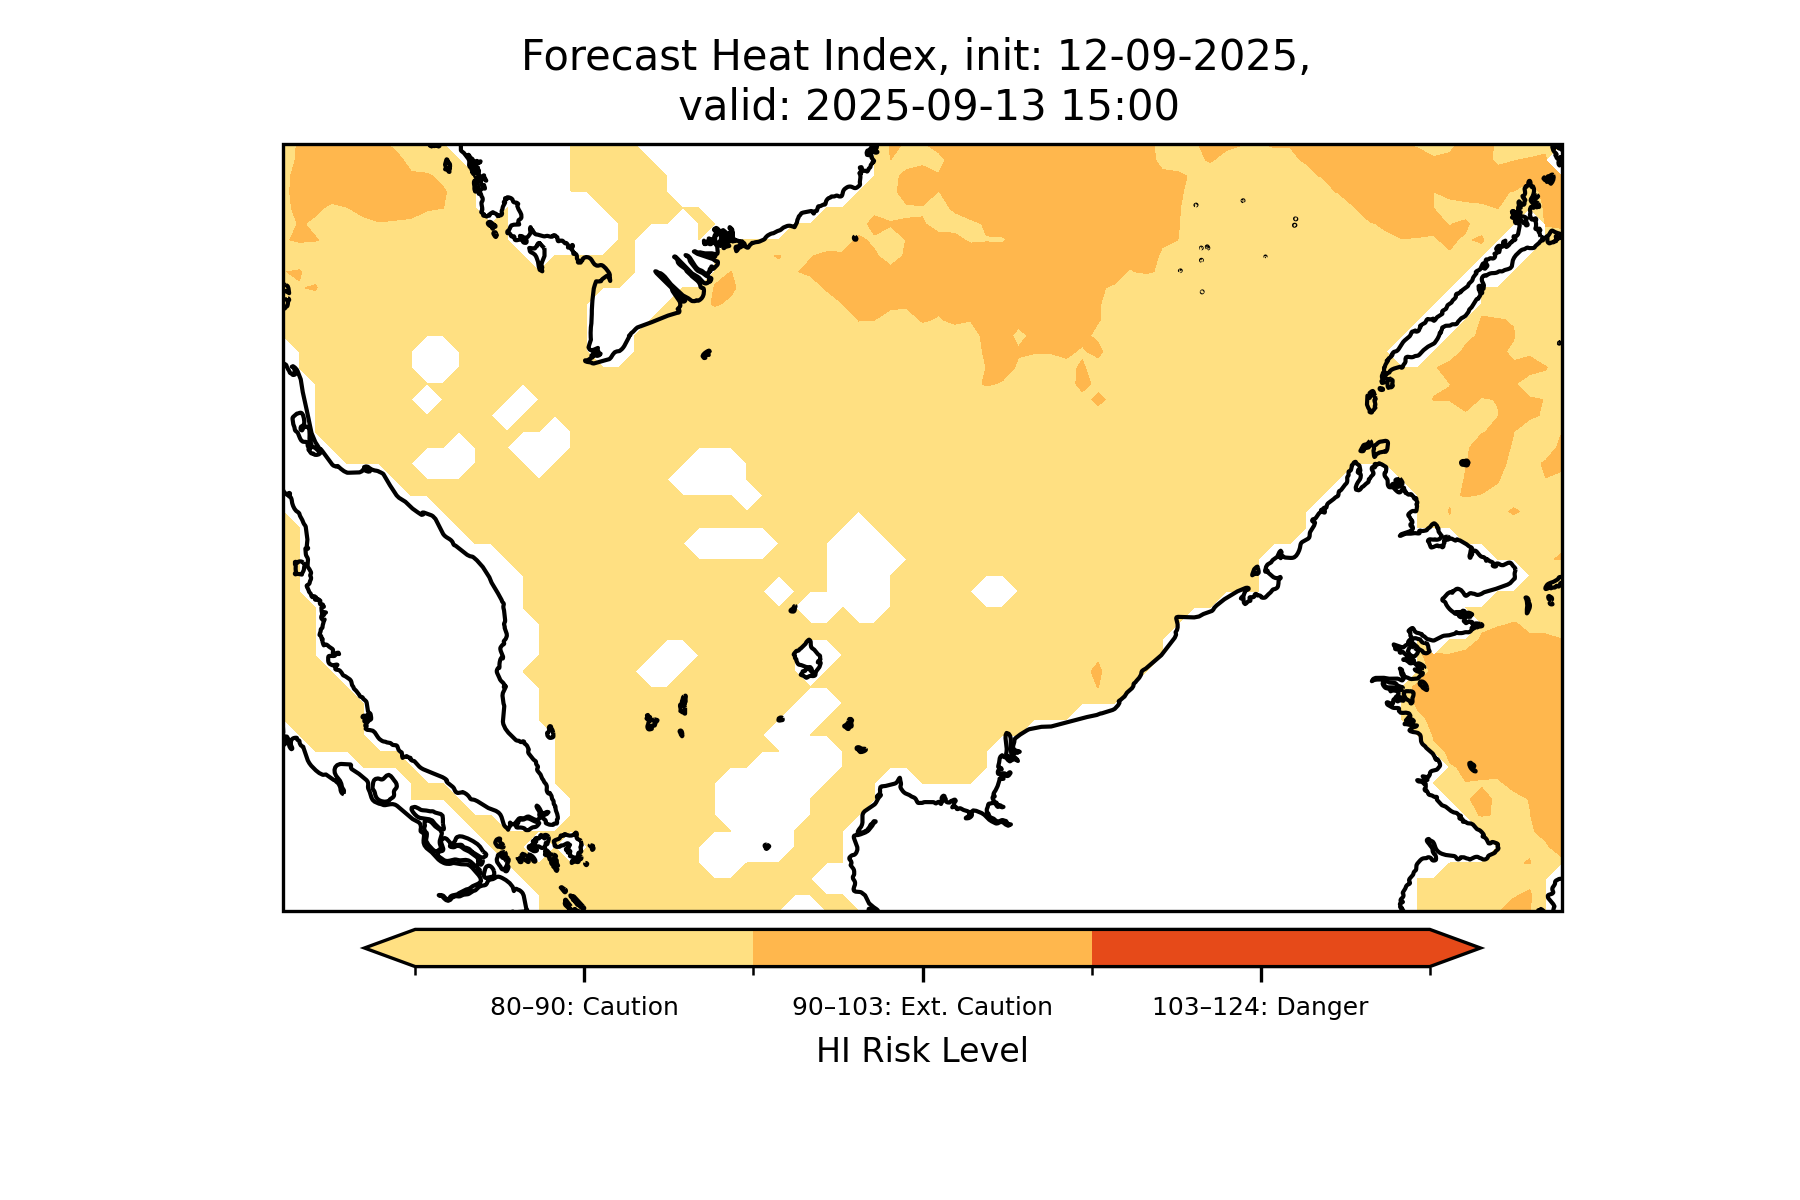 Forecast Heat Index, init: 12-09-2025,
valid: 2025-09-13 15:00
80–90: Caution
90–103: Ext. Caution
103–124: Danger
HI Risk Level